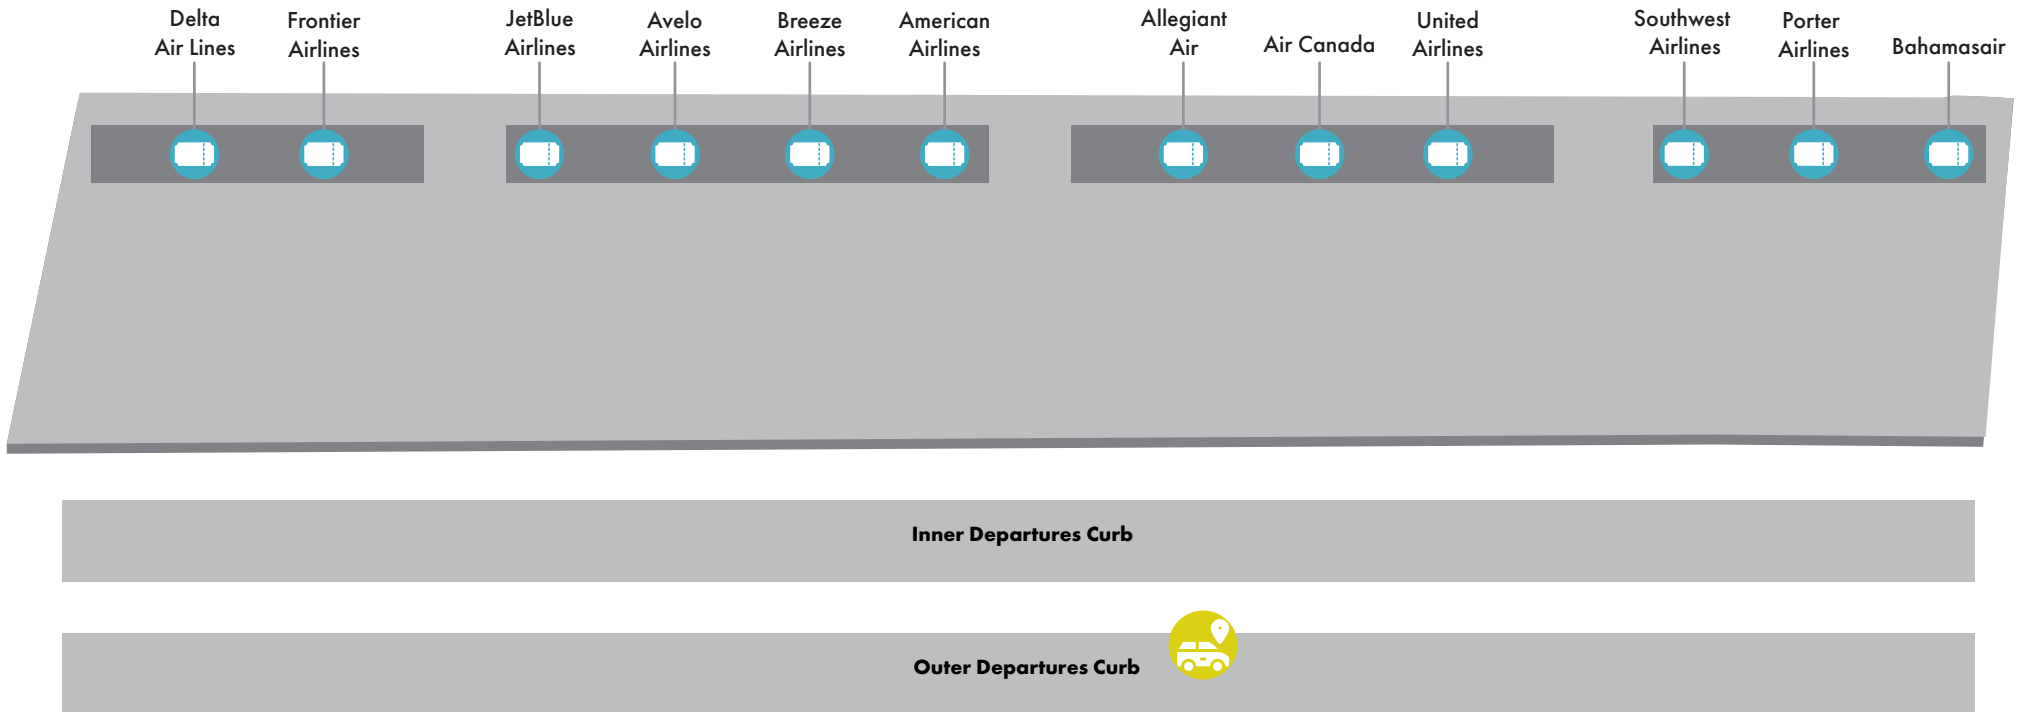 Delta
Air Lines
Frontier
Airlines
JetBlue
Airlines
Avelo
Airlines
Breeze
Airlines
American
Airlines
Allegiant
Air
Air Canada
United
Airlines
Southwest
Airlines
Porter
Airlines
Bahamasair
Inner Departures Curb
Outer Departures Curb